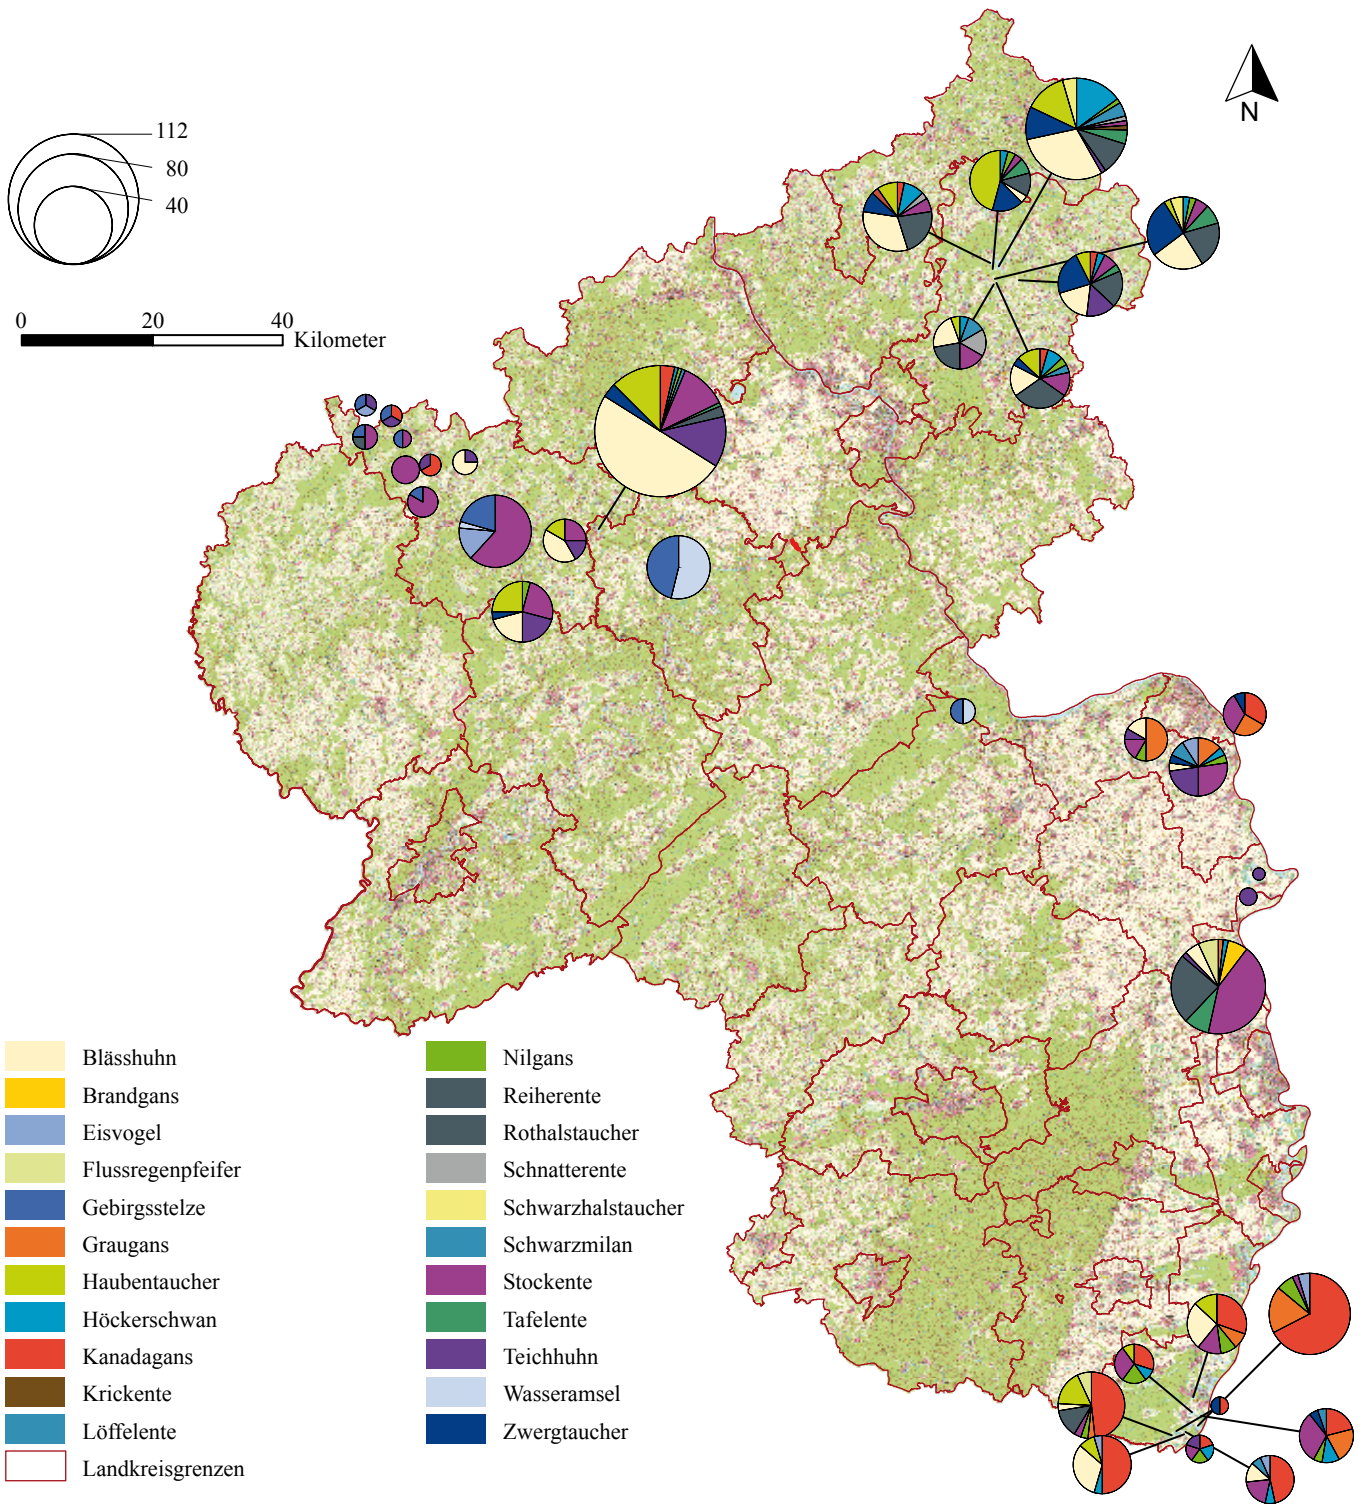 N
112
80
40
0 20 40
Kilometer
Blässhuhn
Brandgans
Eisvogel
Flussregenpfeifer
Gebirgsstelze
Graugans
Haubentaucher
Höckerschwan
Kanadagans
Krickente
Löffelente
Landkreisgrenzen
Nilgans
Reiherente
Rothalstaucher
Schnatterente
Schwarzhalstaucher
Schwarzmilan
Stockente
Tafelente
Teichhuhn
Wasseramsel
Zwergtaucher